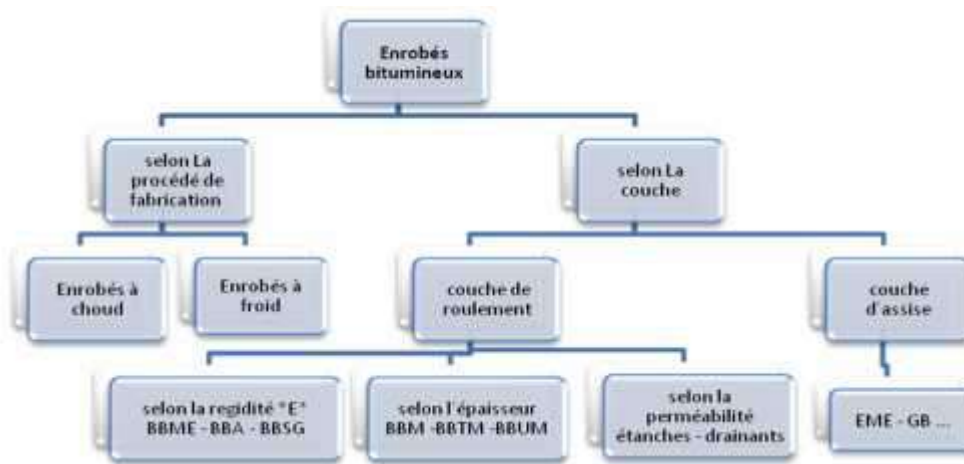 Enrobés
bitumineux
selon La
procédé de
fabrication
selon La
couche
Enrobés à
choud
Enrobés à
froid
couche de
roulement
couche
d'assise
selon la regidité "E"
BBME - BBA - BBSG
selon l'épaisseur
BBM -BBTM -BBUM
selon la
perméabilité
étanches - drainants
EME - GB ...